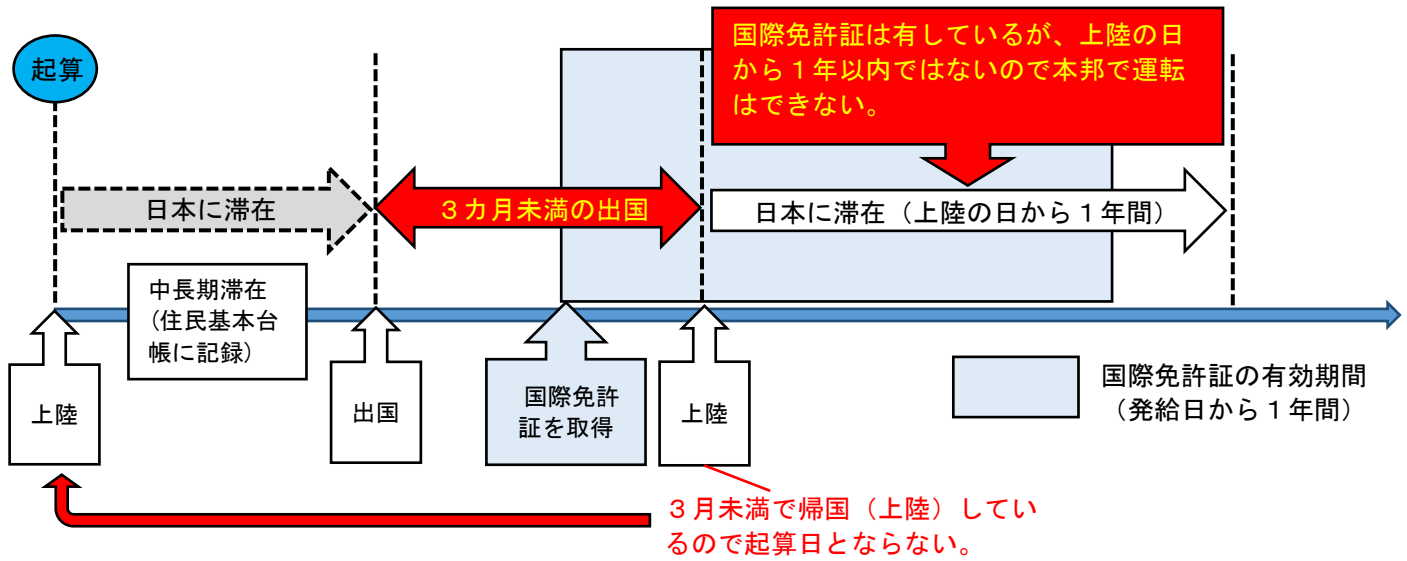 国際免許証は有しているが、上陸の日
から１年以内ではないので本邦で運転
はできない。
起算
日本に滞在
３カ月未満の出国
日本に滞在（上陸の日から１年間）
中長期滞在
(住民基本台
帳に記録)
上陸
出国
国際免許
証を取得
上陸
国際免許証の有効期間
（発給日から１年間）
３月未満で帰国（上陸）してい
るので起算日とならない。